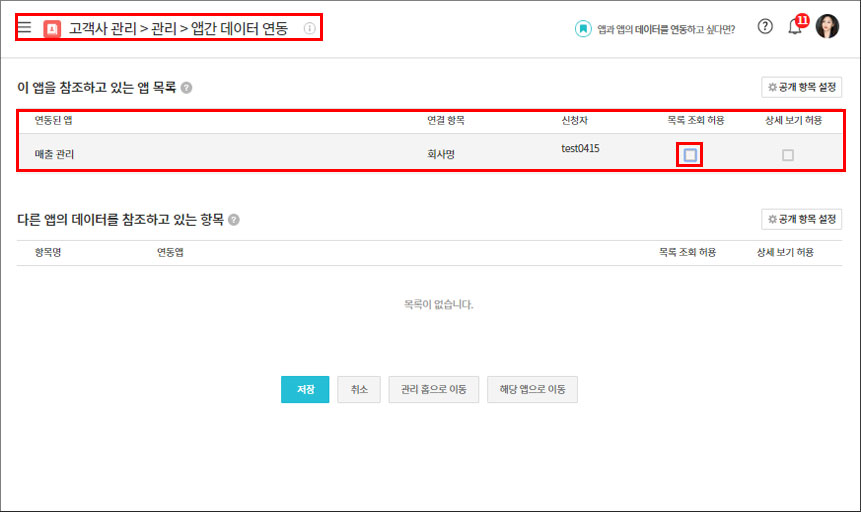 고객사 관리 > 관리 > 앱간 데이터 연동
앱과 앱의 데이터를 연동하고 싶다면?
11
이 앱을 참조하고 있는 앱 목록
공개 항목 설정
연동된 앱 연결 항목 신청자 목록 조회 허용 상세 보기 허용
매출 관리 회사명 test0415
다른 앱의 데이터를 참조하고 있는 항목
공개 항목 설정
항목명 연동앱 목록 조회 허용 상세 보기 허용
목록이 없습니다.
저장 취소 관리 홈으로 이동 해당 앱으로 이동